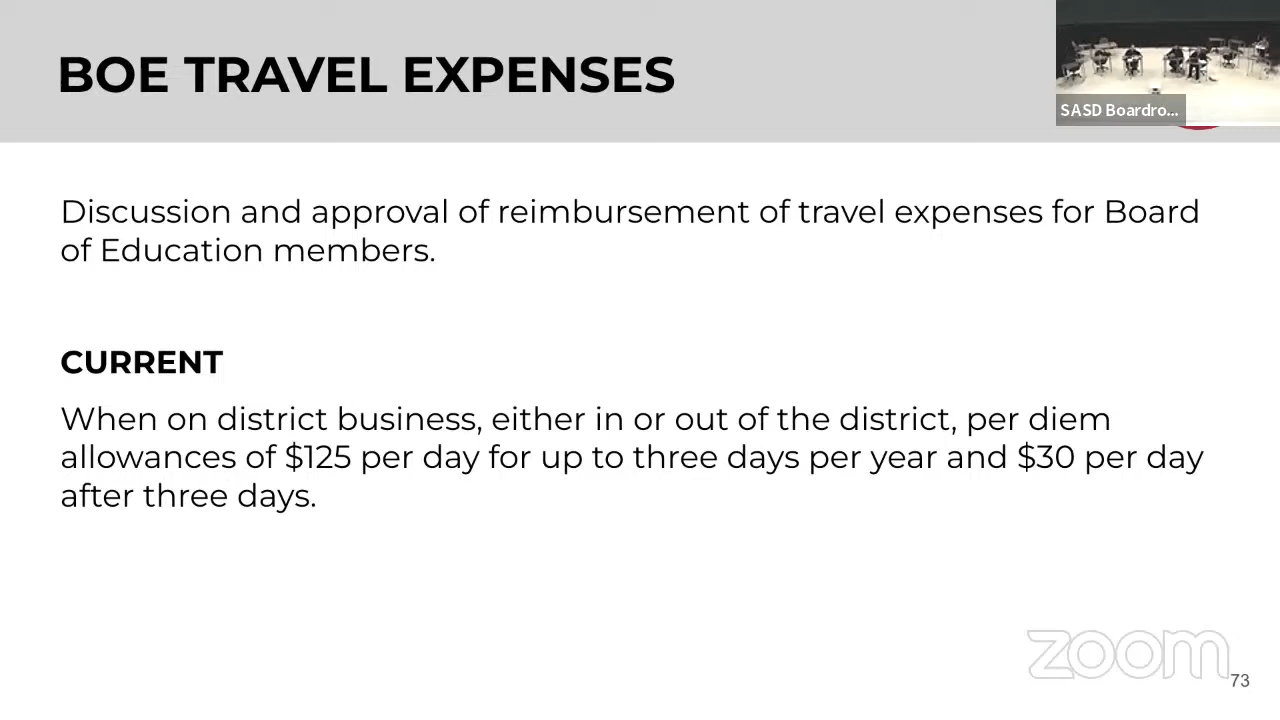 BOE TRAVEL EXPENSES
SASD Boardro...
Discussion and approval of reimbursement of travel expenses for Board
of Education members.
CURRENT
When on district business, either in or out of the district, per diem
allowances of $125 per day for up to three days per year and $30 per day
after three days.
zoom
73